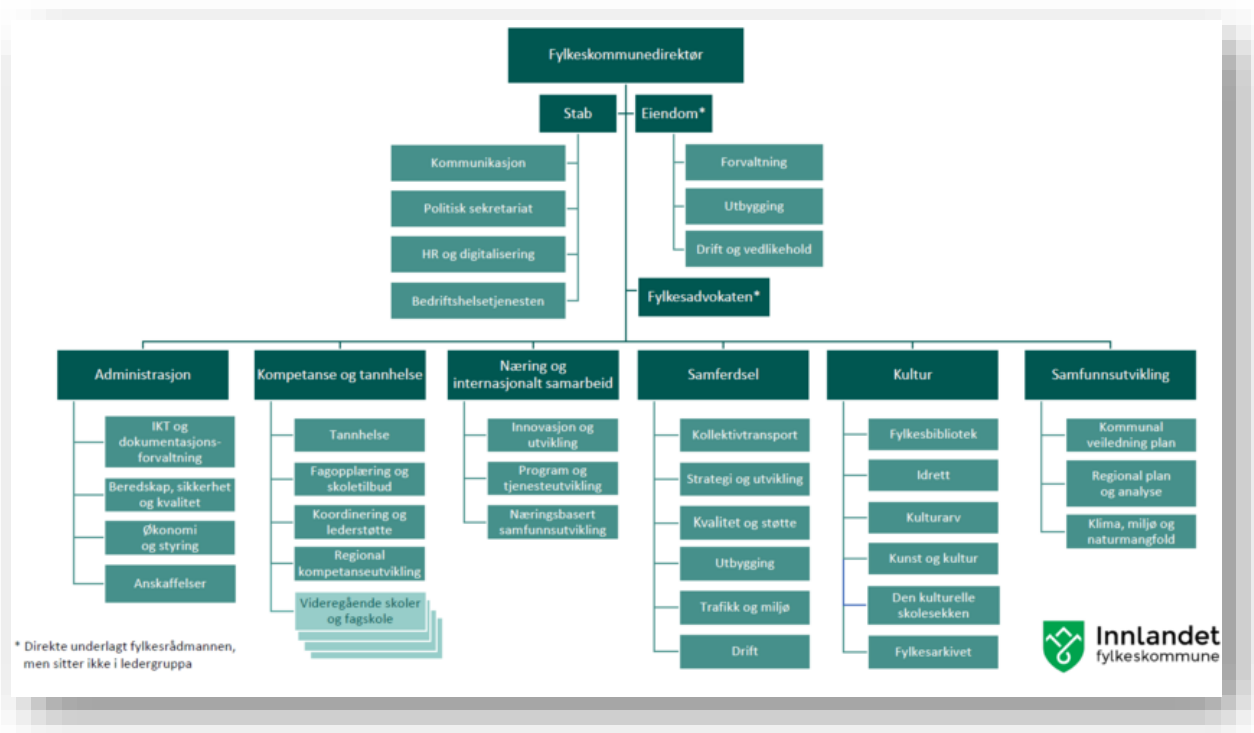 Fylkeskommunedirektør
Stab
Eiendom*
Kommunikasjon
Politisk sekretariat
HR og digitalisering
Bedriftshelsetjenesten
Forvaltning
Utbygging
Drift og vedlikehold
Fylkesadvokaten*
Administrasjon
IKT og
dokumentasjons-
forvaltning
Beredskap, sikkerhet
og kvalitet
Økonomi
og styring
Anskaffelser
Kompetanse og tannhelse
Tannhelse
Fagopplæring og
skoletilbud
Koordinering og
lederstøtte
Regional
kompetanseutvikling
Videregående skoler
og fagskole
Næring og
internasjonalt samarbeid
Innovasjon og
utvikling
Program og
tjenesteutvikling
Næringsbasert
samfunnsutvikling
Samferdsel
Kollektivtransport
Strategi og utvikling
Kvalitet og støtte
Utbygging
Trafikk og miljø
Drift
Kultur
Fylkesbibliotek
Idrett
Kulturarv
Kunst og kultur
Den kulturelle
skolesekken
Fylkesarkivet
Samfunnsutvikling
Kommunal
veiledning plan
Regional plan
og analyse
Klima, miljø og
naturmangfold
* Direkte underlagt fylkesrådmannen,
men sitter ikke i ledergruppa
Innlandet
fylkeskommune